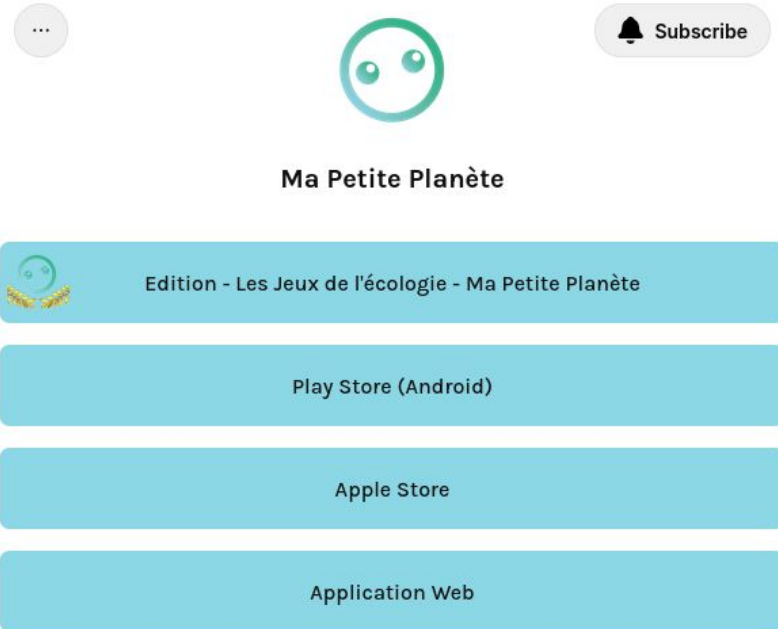 ...
Subscribe
Ma Petite Planète
Edition - Les Jeux de l'écologie - Ma Petite Planète
Play Store (Android)
Apple Store
Application Web